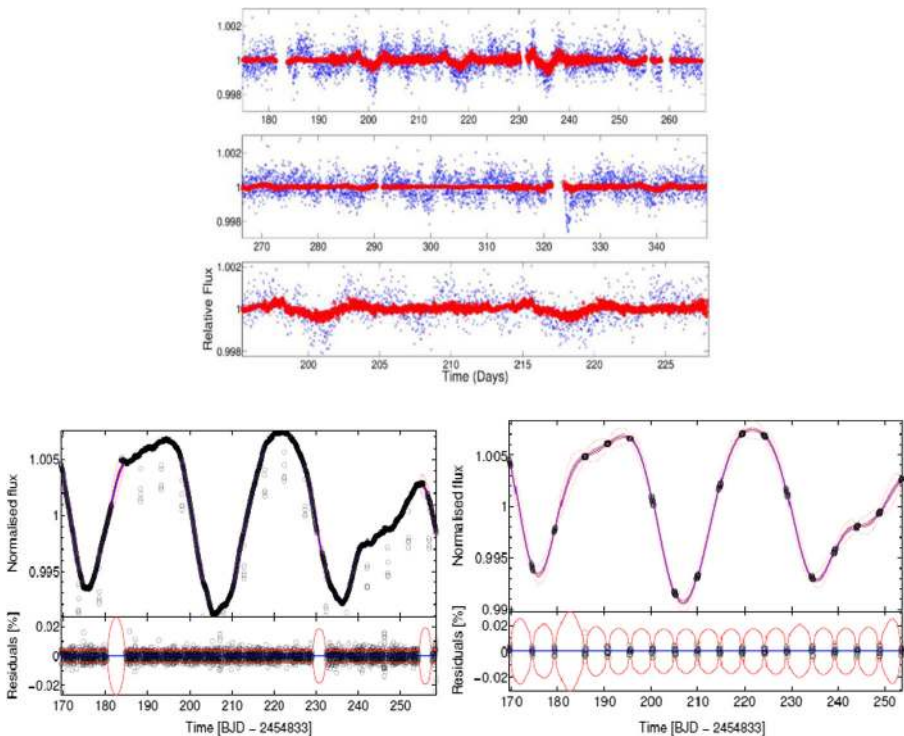 1.002
1
0.998
180 190 200 210 220 230 240 250 260
1.002
1
0.998
270 280 290 300 310 320 330 340
1.002
1
0.998
200 205 210 215 220 225
Relative Flux
Time (Days)
1.005
1
0.995
Normalised flux
0.02
0
−0.02
Residuals [%]
170 180 190 200 210 220 230 240 250
Time [BJD − 2454833]
1.005
1
0.995
0.99
Normalised flux
0.02
0
−0.02
Residuals [%]
170 180 190 200 210 220 230 240 250
Time [BJD − 2454833]